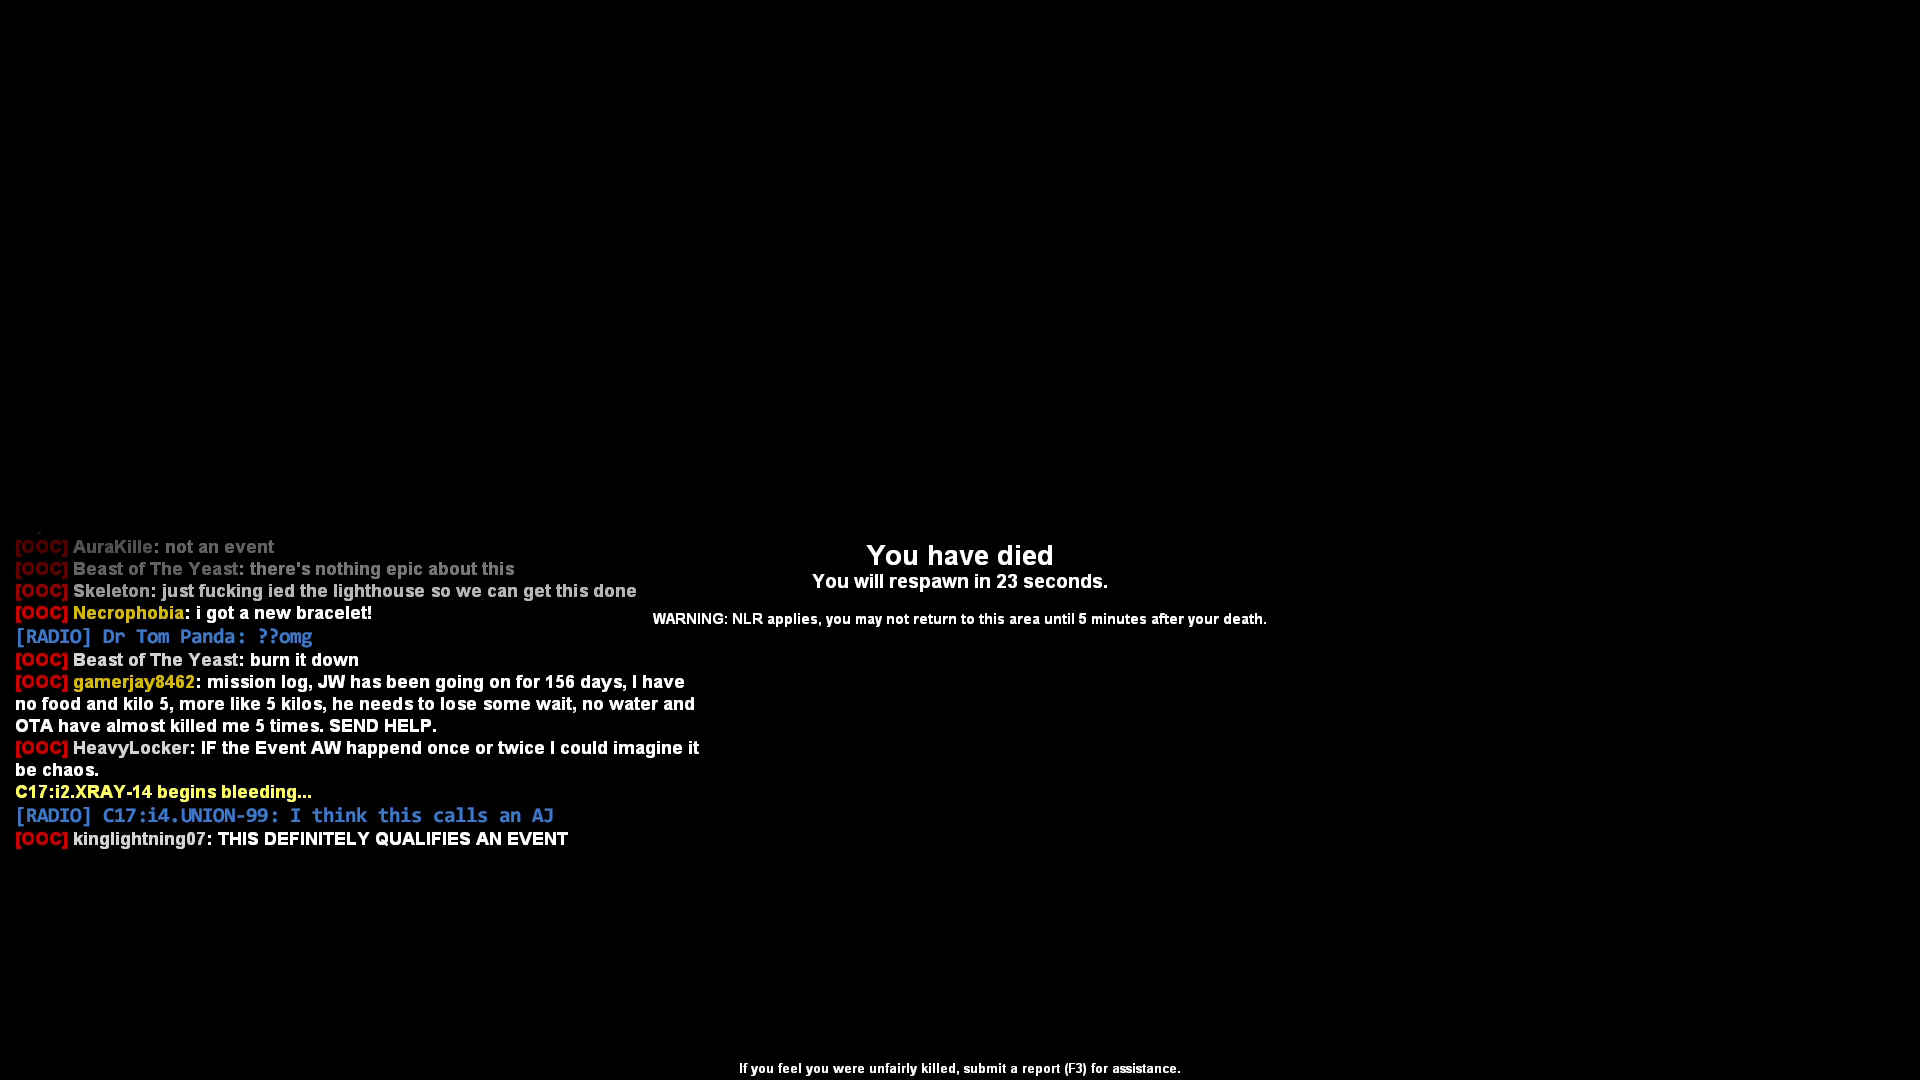 [OOC] AuraKille: not an event
[OOC] Beast of The Yeast: there's nothing epic about this
[OOC] Skeleton: just fucking ied the lighthouse so we can get this done
[OOC] Necrophobia: i got a new bracelet!
[RADIO] Dr Tom Panda: ??omg
[OOC] Beast of The Yeast: burn it down
[OOC] gamerjay8462: mission log, JW has been going on for 156 days, I have
no food and kilo 5, more like 5 kilos, he needs to lose some wait, no water and
OTA have almost killed me 5 times. SEND HELP.
[OOC] HeavyLocker: IF the Event AW happend once or twice I could imagine it
be chaos.
C17:i2.XRAY-14 begins bleeding...
[RADIO] C17:i4.UNION-99: I think this calls an AJ
[OOC] kinglightning07: THIS DEFINITELY QUALIFIES AN EVENT
You have died
You will respawn in 23 seconds.
WARNING: NLR applies, you may not return to this area until 5 minutes after your death.
If you feel you were unfairly killed, submit a report (F3) for assistance.